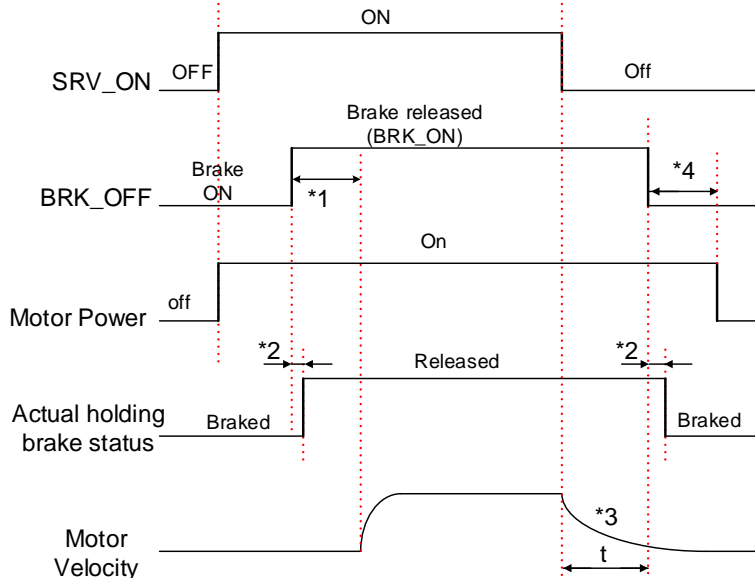 ON
OFF
Off
SRV_ON
Brake released
(BRK_ON)
Brake
ON
*1
*4
BRK_OFF
On
off
Motor Power
*2
Released
*2
Actual holding
brake status
Braked
Braked
*3
Motor
Velocity
t